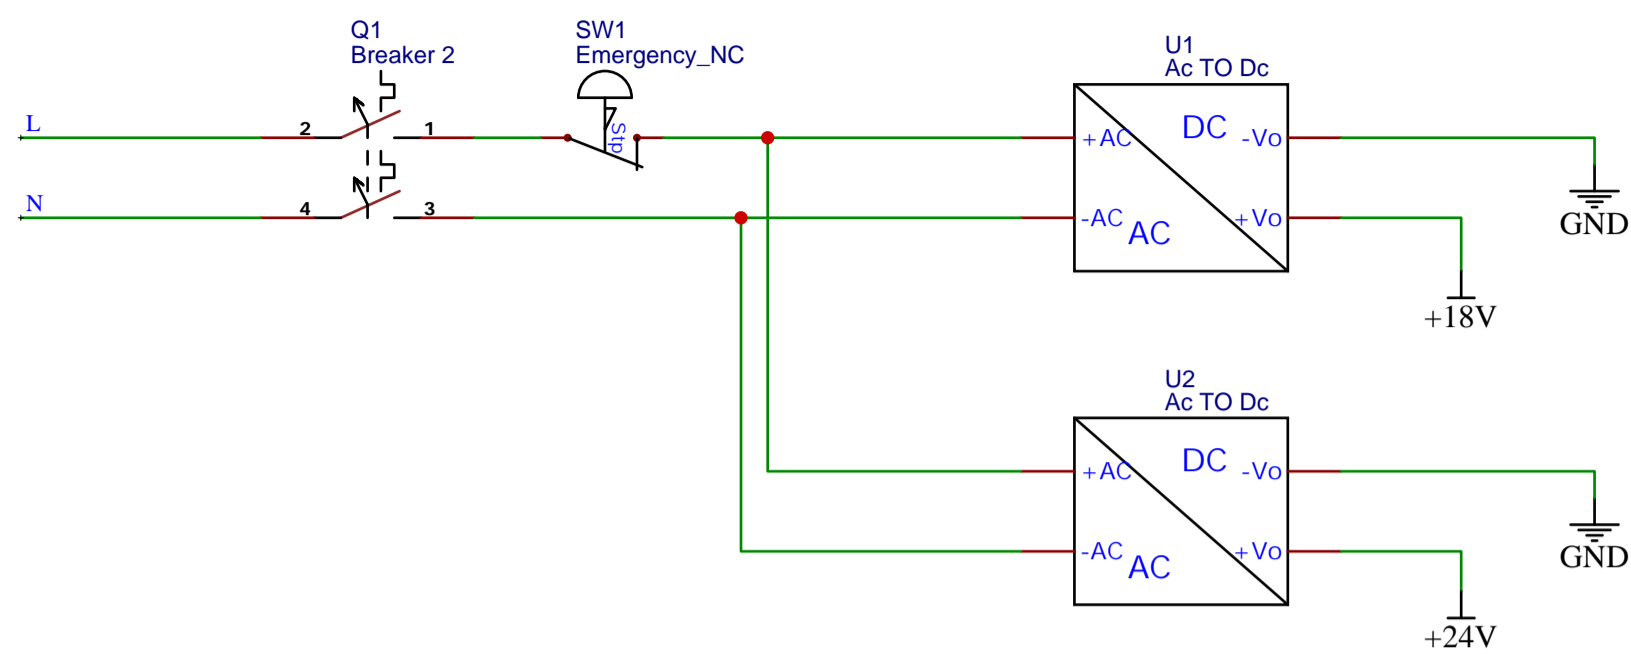 Q1
Breaker 2
SW1
Emergency_NC
U1
Ac TO Dc
L
2
1
Stp
+AC
DC
-Vo
N
4
3
-AC
AC
+Vo
GND
+18V
U2
Ac TO Dc
+AC
DC
-Vo
-AC
AC
+Vo
GND
+24V